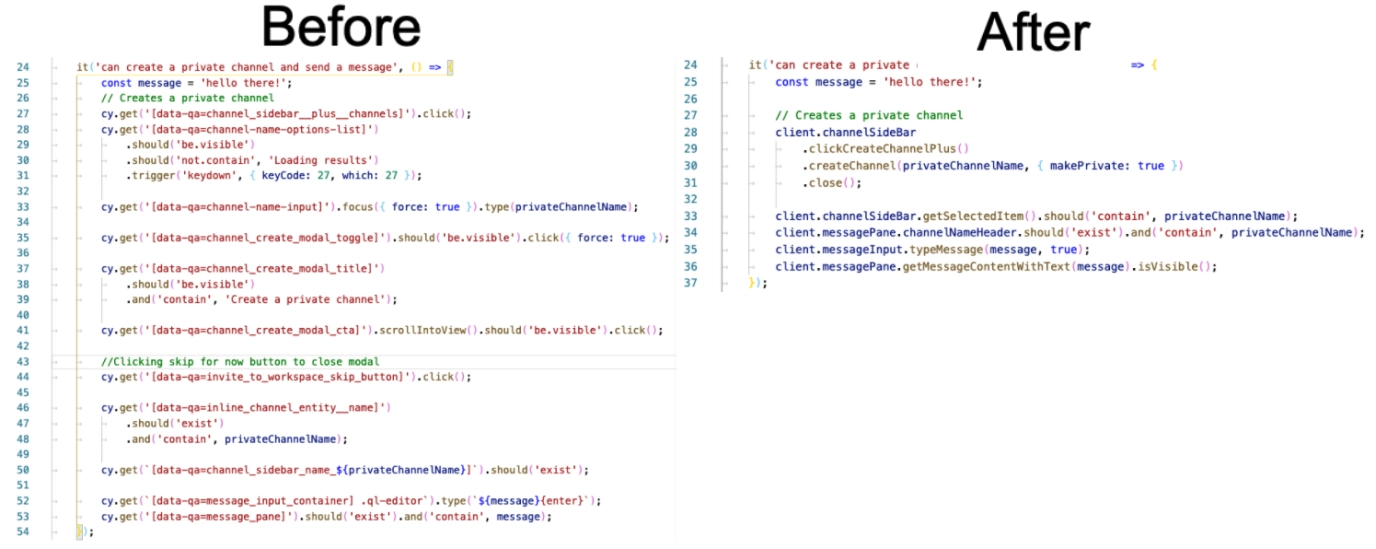 Before
24 it('can create a private channel and send a message', () => {
25 const message = 'hello there!';
26 // Creates a private channel
27 cy.get('[data-qa=channel_sidebar__plus__channels]').click();
28 cy.get('[data-qa=channel-name-options-list]')
29 .should('be.visible')
30 .should('not.contain', 'Loading results')
31 .trigger('keydown', { keyCode: 27, which: 27 });
32
33 cy.get('[data-qa=channel-name-input]').focus({ force: true }).type(privateChannelName);
34
35 cy.get('[data-qa=channel_create_modal_toggle]').should('be.visible').click({ force: true });
36
37 cy.get('[data-qa=channel_create_modal_title]')
38 .should('be.visible')
39 .and('contain', 'Create a private channel');
40
41 cy.get('[data-qa=channel_create_modal_cta]').scrollIntoView().should('be.visible').click();
42
43 //Clicking skip for now button to close modal
44 cy.get('[data-qa=invite_to_workspace_skip_button]').click();
45
46 cy.get('[data-qa=inline_channel_entity__name]')
47 .should('exist')
48 .and('contain', privateChannelName);
49
50 cy.get(`[data-qa=channel_sidebar_name_${privateChannelName}]`).should('exist');
51
52 cy.get(`[data-qa=message_input_container] .ql-editor`).type(`${message}{enter}`);
53 cy.get('[data-qa=message_pane]').should('exist').and('contain', message);
54 });
After
24 it('can create a private => {
25 const message = 'hello there!';
26
27 // Creates a private channel
28 client.channelSideBar
29 .clickCreateChannelPlus()
30 .createChannel(privateChannelName, { makePrivate: true })
31 .close();
32
33 client.channelSideBar.getSelectedItem().should('contain', privateChannelName);
34 client.messagePane.channelNameHeader.should('exist').and('contain', privateChannelName);
35 client.messageInput.typeMessage(message, true);
36 client.messagePane.getMessageContentWithText(message).isVisible();
37 });